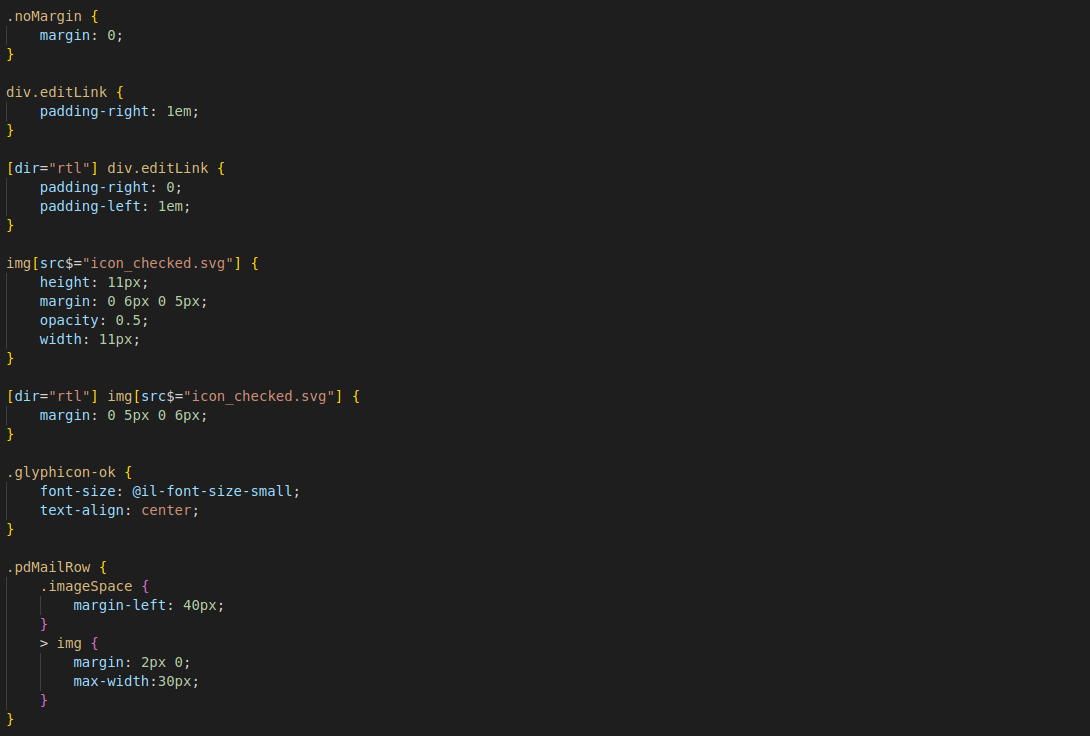 .noMargin {
    margin: 0;
}

div.editLink {
    padding-right: 1em;
}

[dir="rtl"] div.editLink {
    padding-right: 0;
    padding-left: 1em;
}

img[src$="icon_checked.svg"] {
    height: 11px;
    margin: 0 6px 0 5px;
    opacity: 0.5;
    width: 11px;
}

[dir="rtl"] img[src$="icon_checked.svg"] {
    margin: 0 5px 0 6px;
}

.glyphicon-ok {
    font-size: @il-font-size-small;
    text-align: center;
}

.pdMailRow {
    .imageSpace {
        margin-left: 40px;
    }
    > img {
        margin: 2px 0;
        max-width:30px;
    }
}